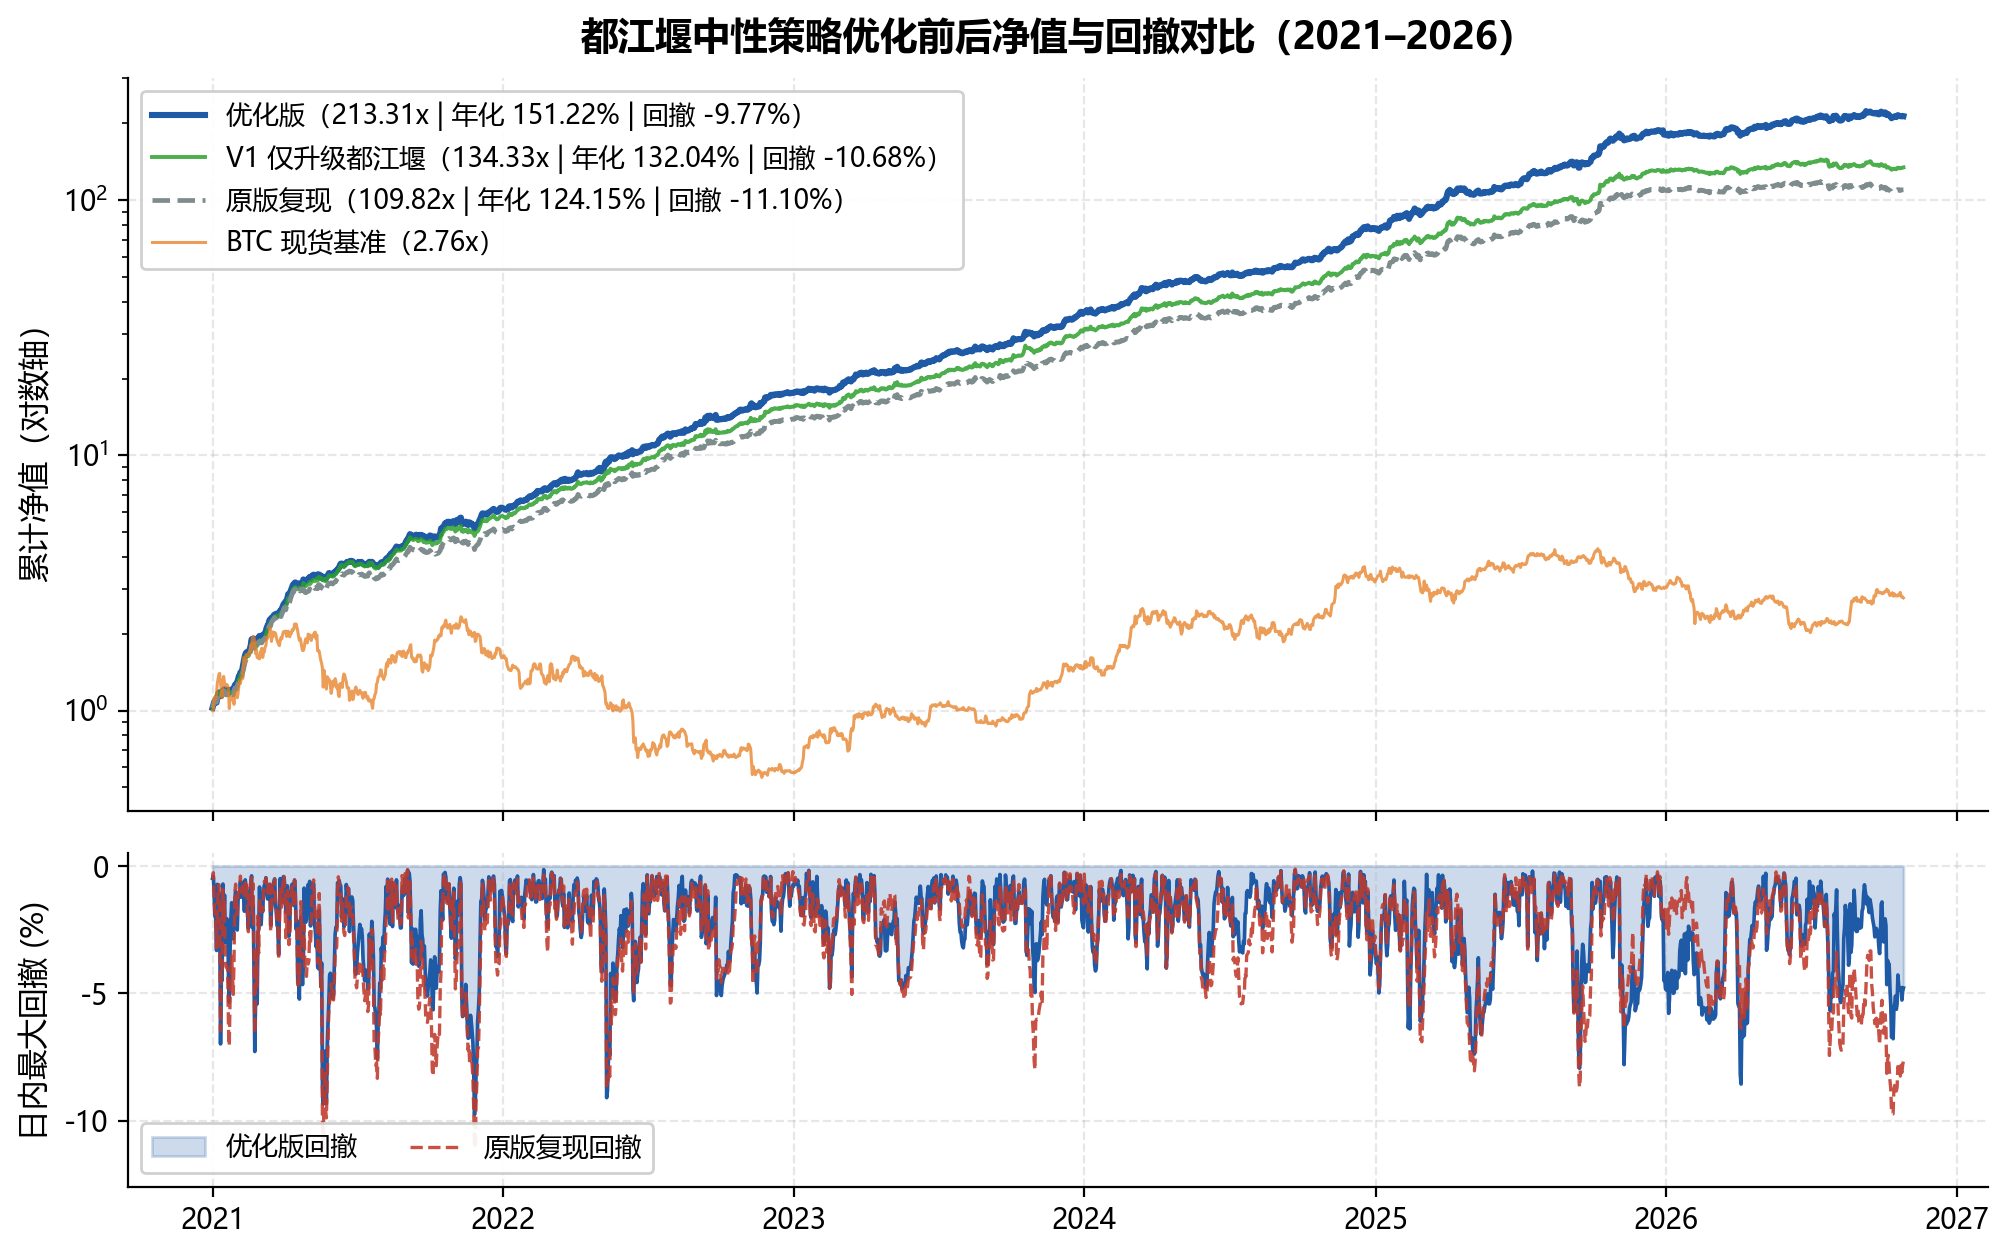 都江堰中性策略优化前后净值与回撤对比（2021–2026）
优化版（213.31x | 年化 151.22% | 回撤 -9.77%）
V1 仅升级都江堰（134.33x | 年化 132.04% | 回撤 -10.68%）
原版复现（109.82x | 年化 124.15% | 回撤 -11.10%）
BTC 现货基准（2.76x）
累计净值（对数轴）
10²
10¹
10⁰
日内最大回撤 (%)
0
-5
-10
优化版回撤
原版复现回撤
2021 2022 2023 2024 2025 2026 2027